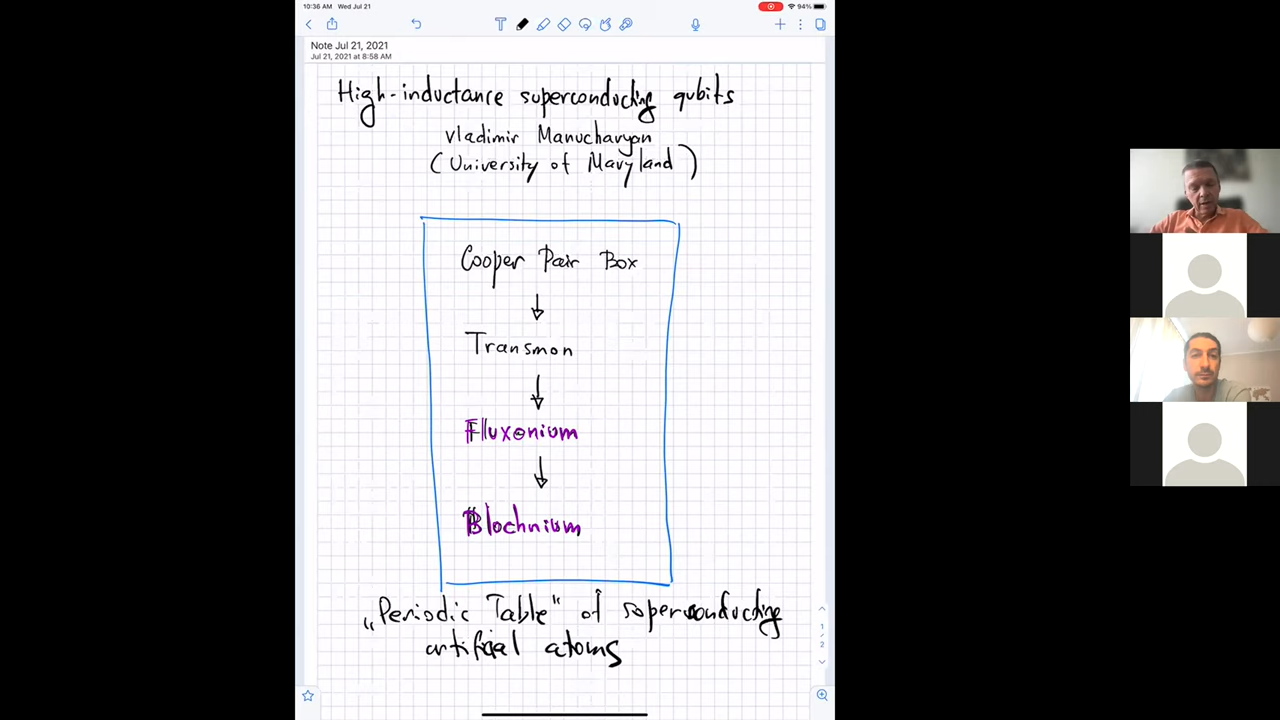 10:36 AM Wed Jul 21
94%
Note Jul 21, 2021
Jul 21, 2021 at 8:58 AM
High-inductance superconducting qubits
Vladimir Manucharyan
(University of Maryland)
Cooper Pair Box
↓
Transmon
↓
Fluxonium
↓
Blochnium
„Periodic Table“ of superconducting
artificial atoms
1
/
2